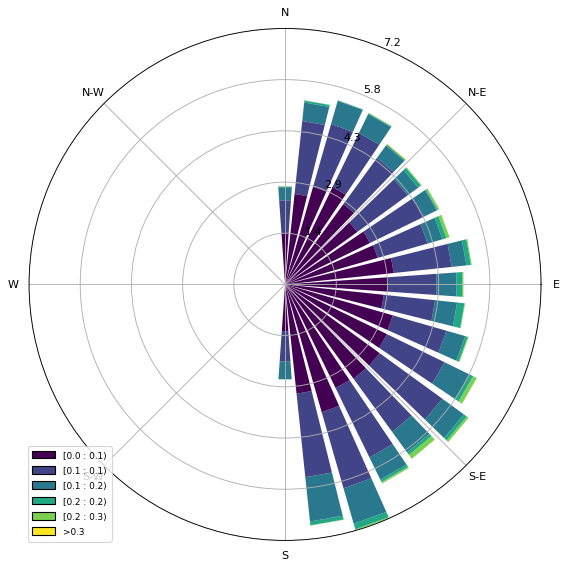 N
7.2
5.8
N-W
N-E
4.3
2.9
W
E
[0.0 : 0.1)
[0.1 : 0.1)
[0.1 : 0.2)
[0.2 : 0.2)
[0.2 : 0.3)
>0.3
S-W
S-E
S